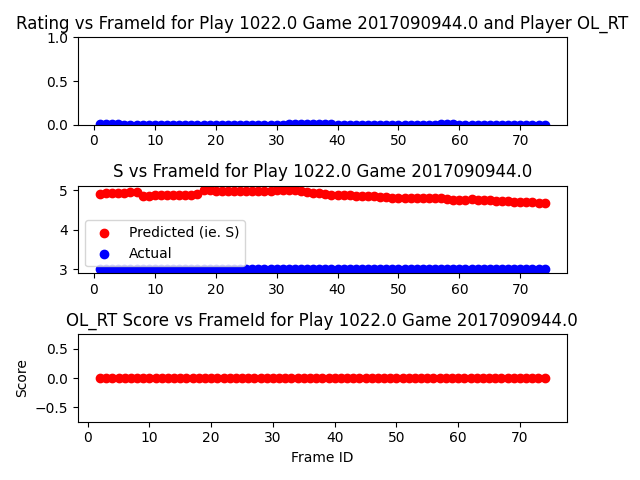 Rating vs FrameId for Play 1022.0 Game 2017090944.0 and Player OL_RT
1.0
0.5
0.0
0 10 20 30 40 50 60 70
S vs FrameId for Play 1022.0 Game 2017090944.0
5
4
3
Predicted (ie. S)
Actual
0 10 20 30 40 50 60 70
OL_RT Score vs FrameId for Play 1022.0 Game 2017090944.0
Score
0.5
0.0
−0.5
0 10 20 30 40 50 60 70
Frame ID